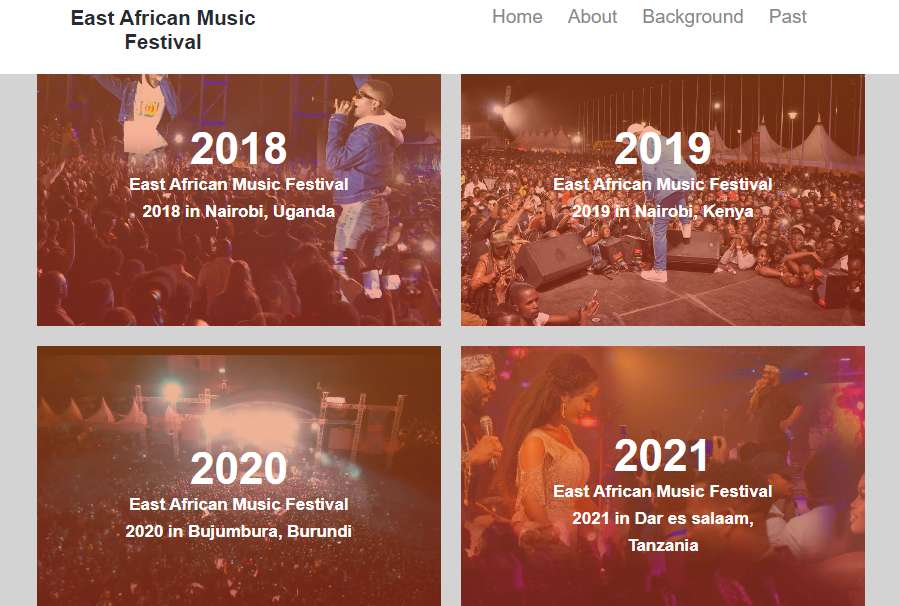 East African Music
Festival
Home About Background Past
2018
East African Music Festival
2018 in Nairobi, Uganda
2019
East African Music Festival
2019 in Nairobi, Kenya
2020
East African Music Festival
2020 in Bujumbura, Burundi
2021
East African Music Festival
2021 in Dar es salaam,
Tanzania